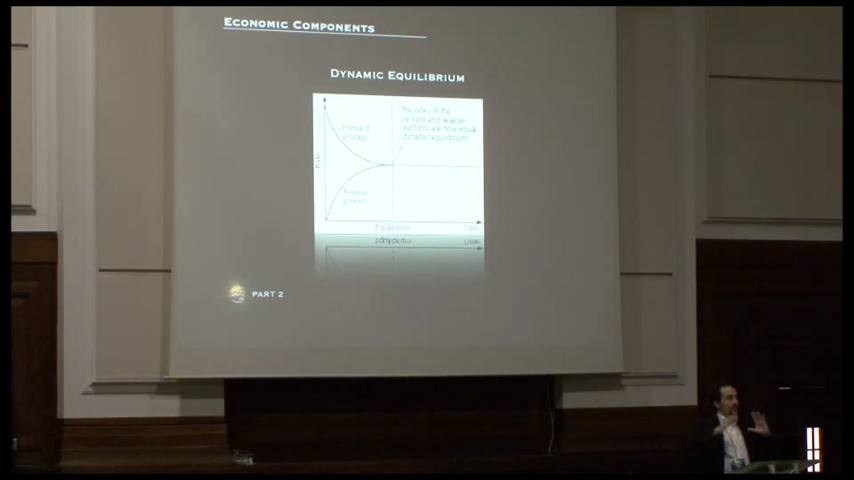 ECONOMIC COMPONENTS
DYNAMIC EQUILIBRIUM
The rates of the
forward and reverse
reactions are now equal
(dynamic equilibrium)
Forward
process
Rate
Reverse
process
Equilibrium
Time
PART 2